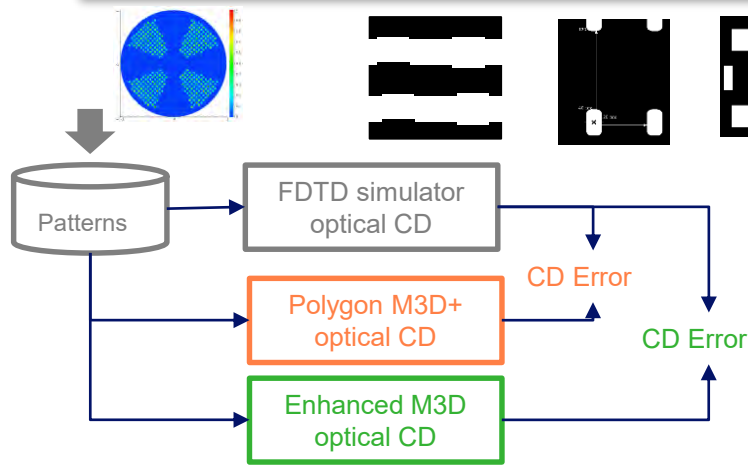 Patterns
FDTD simulator
optical CD
CD Error
Polygon M3D+
optical CD
CD Error
Enhanced M3D
optical CD